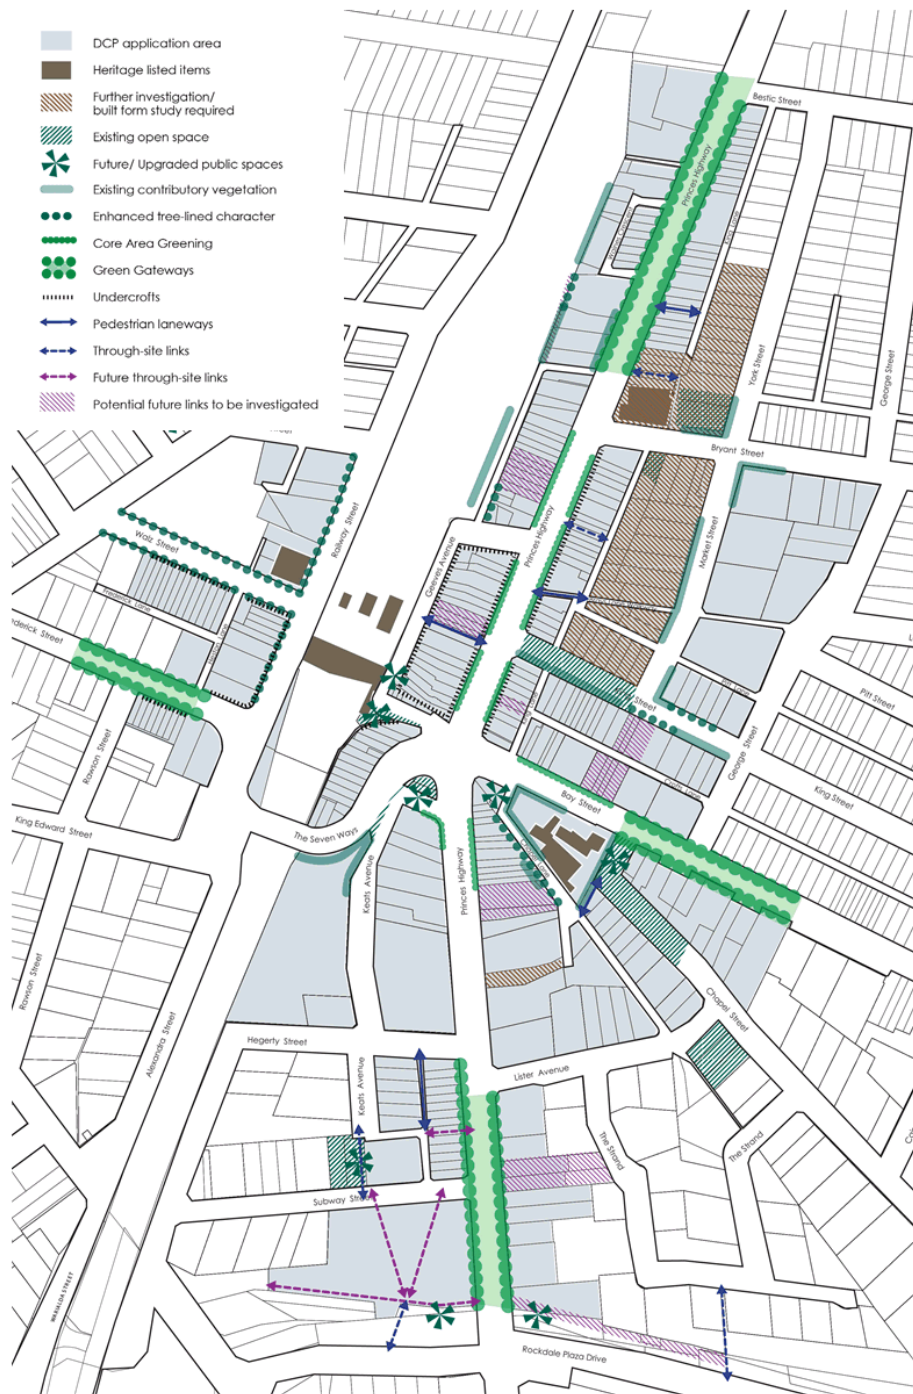 DCP application area
Heritage listed items
Further investigation/
built form study required
Existing open space
Future/ Upgraded public spaces
Existing contributory vegetation
Enhanced tree-lined character
Core Area Greening
Green Gateways
Undercrofts
Pedestrian laneways
Through-site links
Future through-site links
Potential future links to be investigated
Bestic Street
Princes Highway
King Lane
York Street
George Street
Bryant Street
Railway Street
Walz Street
Frederick Lane
Geeves Avenue
Princes Highway
Market Street
Pitt Street
George Street
King Street
Rawson Street
Bay Street
King Edward Street
The Seven Ways
Keats Avenue
Princes Highway
Rawson Street
Alexandra Street
Chapel Street
Hegerty Street
Lister Avenue
Keats Avenue
The Strand
The Strand
Subway Street
Rockdale Plaza Drive